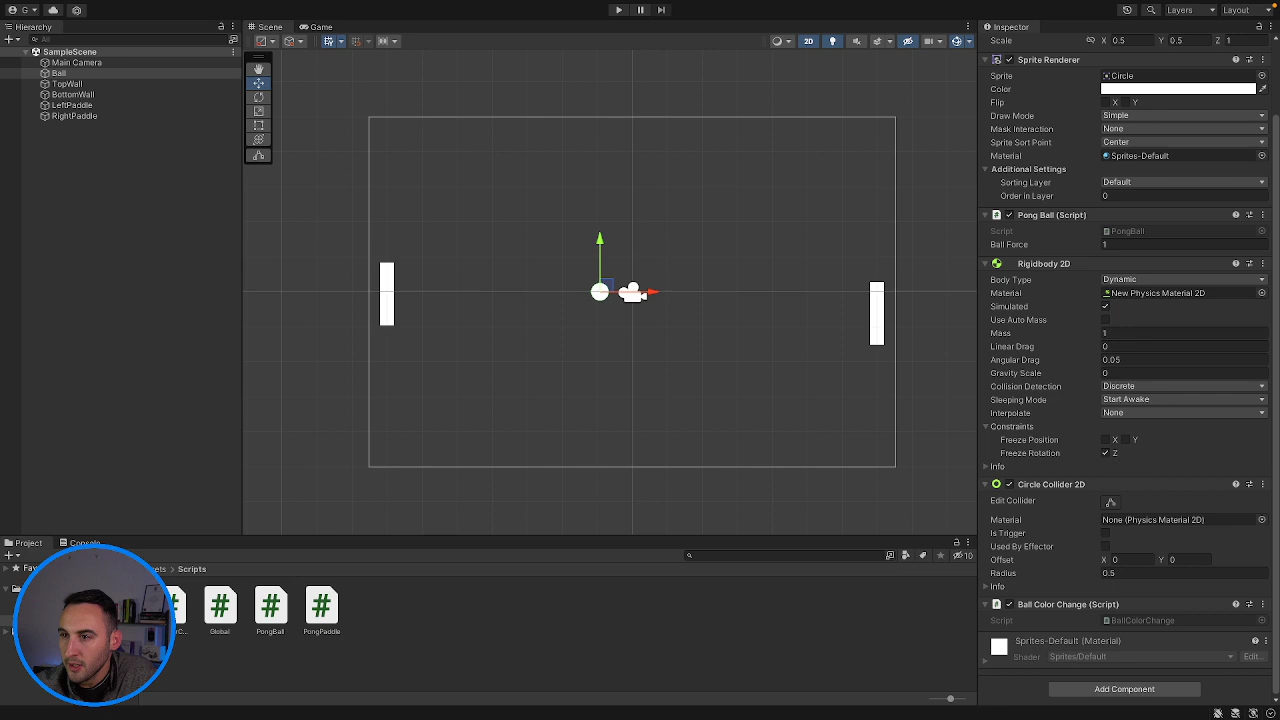 G
Layers
Layout
Hierarchy
All
SampleScene
Main Camera
Ball
TopWall
BottomWall
LeftPaddle
RightPaddle
Scene
Game
2D
Inspector
Scale X 0.5 Y 0.5 Z 1
Sprite Renderer
Sprite Circle
Color
Flip X Y
Draw Mode Simple
Mask Interaction None
Sprite Sort Point Center
Material Sprites-Default
Additional Settings
Sorting Layer Default
Order in Layer 0
Pong Ball (Script)
Script PongBall
Ball Force 1
Rigidbody 2D
Body Type Dynamic
Material New Physics Material 2D
Simulated
Use Auto Mass
Mass 1
Linear Drag 0
Angular Drag 0.05
Gravity Scale 0
Collision Detection Discrete
Sleeping Mode Start Awake
Interpolate None
Constraints
Freeze Position X Y
Freeze Rotation Z
Info
Circle Collider 2D
Edit Collider
Material None (Physics Material 2D)
Is Trigger
Used By Effector
Offset X 0 Y 0
Radius 0.5
Info
Ball Color Change (Script)
Script BallColorChange
Sprites-Default (Material)
Shader Sprites/Default Edit...
Add Component
Project
Console
10
Scripts
Global
PongBall
PongPaddle